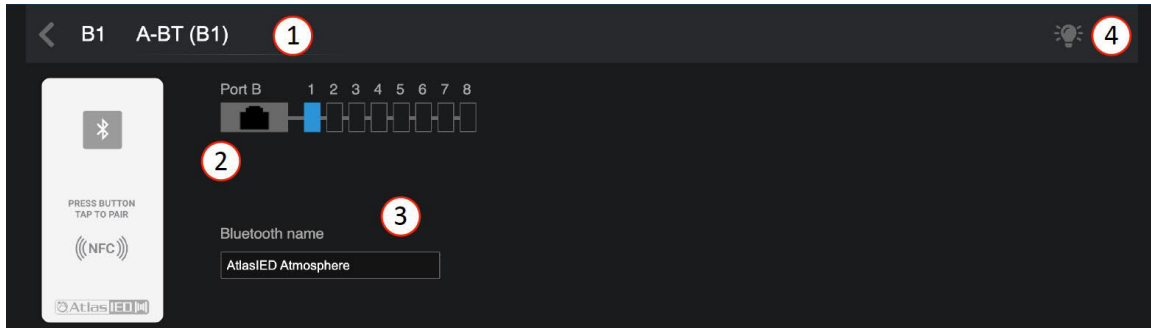 B1 A-BT (B1) 1 4
Port B 1 2 3 4 5 6 7 8
2
PRESS BUTTON
TAP TO PAIR
NFC
3
Bluetooth name
AtlasIED Atmosphere
AtlasIED